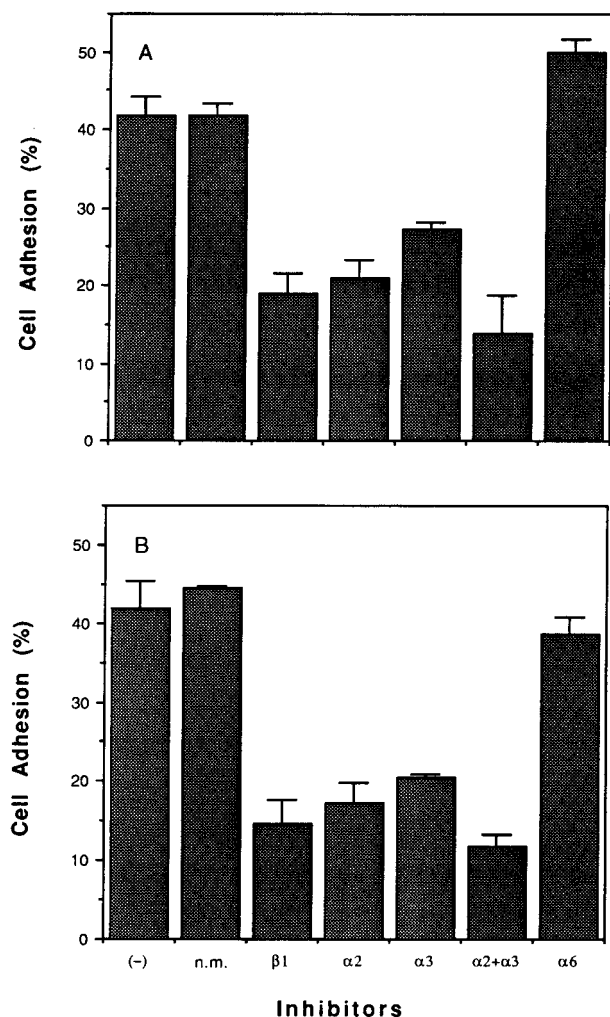 A
Cell Adhesion (%)
50
40
30
20
10
0
B
Cell Adhesion (%)
50
40
30
20
10
0
(-) n.m. β1 α2 α3 α2+α3 α6
Inhibitors